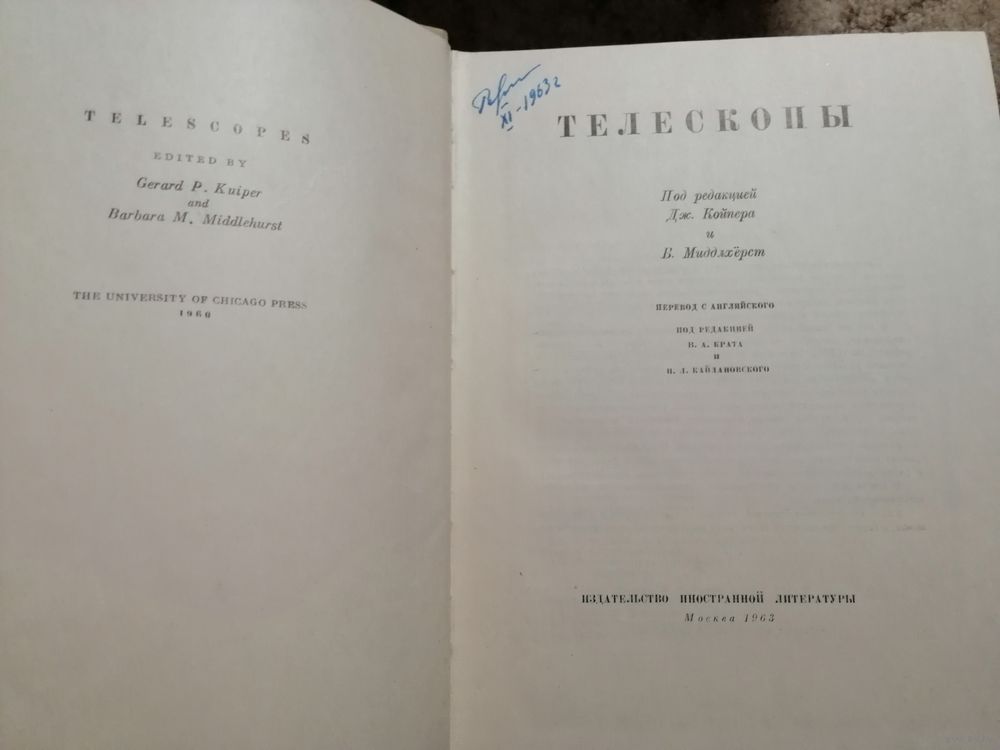 TELESCOPES
EDITED BY
Gerard P. Kuiper
and
Barbara M. Middlehurst
THE UNIVERSITY OF CHICAGO PRESS
1960
XI-1963г
ТЕЛЕСКОПЫ
Под редакцией
Дж. Койпера
и
Б. Миддлхёрст
ПЕРЕВОД С АНГЛИЙСКОГО
ПОД РЕДАКЦИЕЙ
В. А. КРАТА
И
Н. Л. КАЙДАНОВСКОГО
ИЗДАТЕЛЬСТВО ИНОСТРАННОЙ ЛИТЕРАТУРЫ
Москва 1963